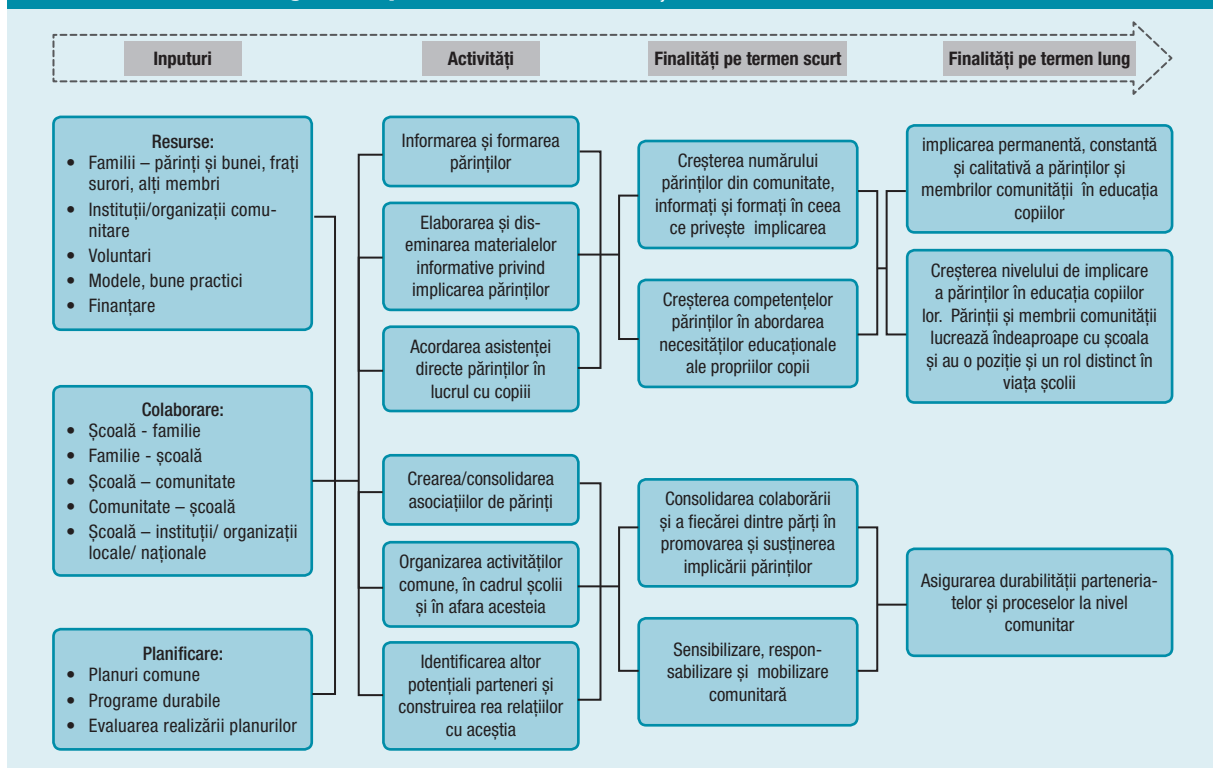 Inputuri
Activități
Finalități pe termen scurt
Finalități pe termen lung
Resurse:
• Familii – părinți și bunei, frați
surori, alți membri
• Instituții/organizații comu-
nitare
• Voluntari
• Modele, bune practici
• Finanțare
Colaborare:
• Școală - familie
• Familie - școală
• Școală – comunitate
• Comunitate – școală
• Școală – instituții/ organizații
locale/ naționale
Planificare:
• Planuri comune
• Programe durabile
• Evaluarea realizării planurilor
Informarea și formarea
părinților
Elaborarea și dis-
eminarea materialelor
informative privind
implicarea părinților
Acordarea asistenței
directe părinților în
lucrul cu copiii
Crearea/consolidarea
asociațiilor de părinți
Organizarea activităților
comune, în cadrul școlii
și în afara acesteia
Identificarea altor
potențiali parteneri și
construirea rea relațiilor
cu aceștia
Creșterea numărului
părinților din comunitate,
informați și formați în ceea
ce privește implicarea
Creșterea competențelor
părinților în abordarea
necesităților educaționale
ale propriilor copii
Consolidarea colaborării
și a fiecărei dintre părți în
promovarea și susținerea
implicării părinților
Sensibilizare, respon-
sabilizare și mobilizare
comunitară
implicarea permanentă, constantă
și calitativă a părinților și
membrilor comunității în educația
copiilor
Creșterea nivelului de implicare
a părinților în educația copiilor
lor. Părinții și membrii comunității
lucrează îndeaproape cu școala
și au o poziție și un rol distinct în
viața școlii
Asigurarea durabilității parteneria-
telor și proceselor la nivel
comunitar